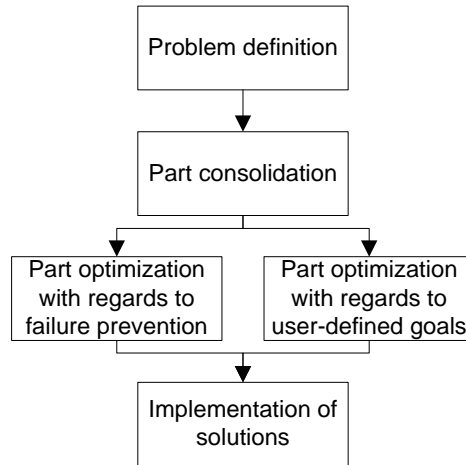 Problem definition
Part consolidation
Part optimization
with regards to
failure prevention
Part optimization
with regards to
user-defined goals
Implementation of
solutions